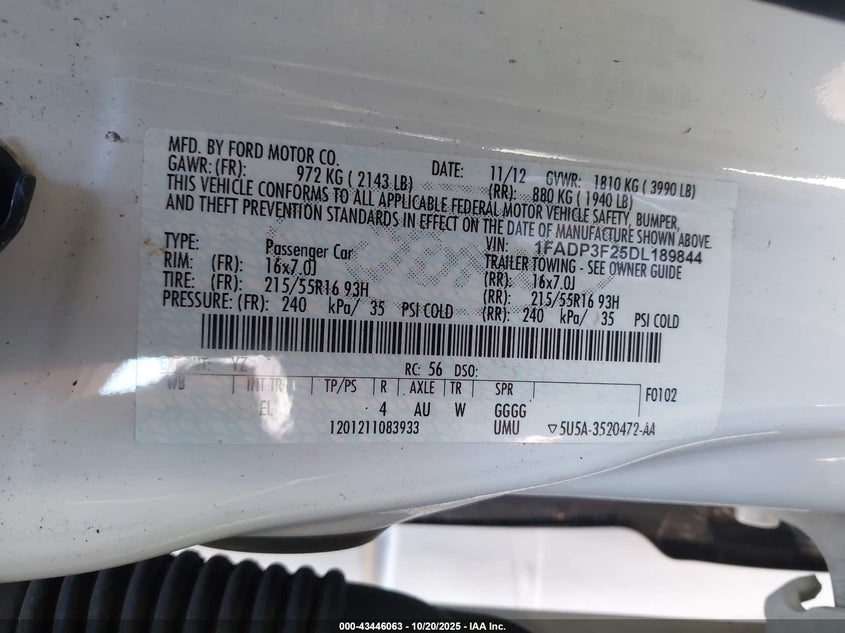 MFD. BY FORD MOTOR CO.
DATE: 11/12 GVWR: 1810 KG ( 3990 LB)
GAWR: (FR): 972 KG ( 2143 LB) (RR): 880 KG ( 1940 LB)
THIS VEHICLE CONFORMS TO ALL APPLICABLE FEDERAL MOTOR VEHICLE SAFETY, BUMPER,
AND THEFT PREVENTION STANDARDS IN EFFECT ON THE DATE OF MANUFACTURE SHOWN ABOVE.
VIN: 1FADP3F25DL189844
TYPE: Passenger Car TRAILER TOWING - SEE OWNER GUIDE
RIM: (FR): 16x7.0J (RR): 16x7.0J
TIRE: (FR): 215/55R16 93H (RR): 215/55R16 93H
PRESSURE: (FR): 240 kPa/ 35 PSI COLD (RR): 240 kPa/ 35 PSI COLD
YZ RC: 56 DSO:
WB INT TR TP/PS R AXLE TR SPR F0102
EL 4 AU W GGGG
1201211083933 UMU ▽5U5A-3520472-AA
000-43446063 - 10/20/2025 - IAA Inc.